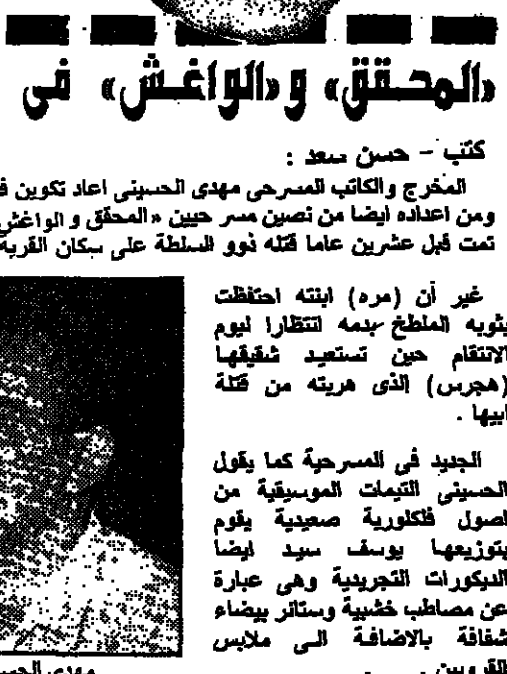 «المحقق» و «الواغش» فى
كتب - حسن سعد :
المخرج والكاتب المسرحى مهدى الحسينى اعاد تكوين
ومن اعداده ايضا من نصين مسرحيين « المحقق و الواغش
تمت قبل عشرين عاما قتله نوو السلطة على سكان القرية
غير أن (مره) ابنته احتفظت
بثوبه الملطخ بدمه انتظارا ليوم
الانتقام حين تستعيد شقيقها
(هجرس) الذى هربته من قتلة
ابيها .
الجديد فى المسرحية كما يقول
الحسينى التيمات الموسيقية من
اصول فلكلورية صعيدية يقوم
بتوزيعها يوسف سيد ايضا
الديكورات التجريدية وهى عبارة
عن مصاطب خشبية وستائر بيضاء
شفافة بالاضافة الى ملابس
القرويين
مهدى